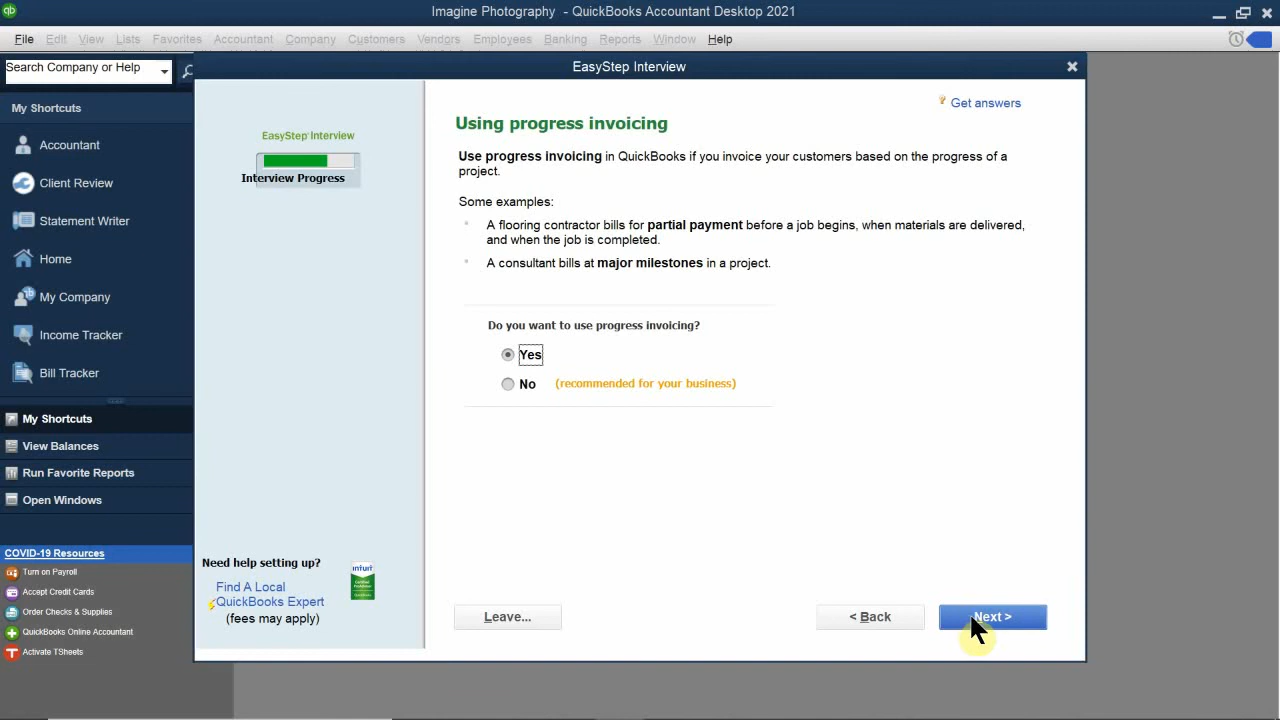 Imagine Photography - QuickBooks Accountant Desktop 2021
File Edit View Lists Favorites Accountant Company Customers Vendors Employees Banking Reports Window Help
Search Company or Help
EasyStep Interview
My Shortcuts
Accountant
Client Review
Statement Writer
Home
My Company
Income Tracker
Bill Tracker
My Shortcuts
View Balances
Run Favorite Reports
Open Windows
COVID-19 Resources
Turn on Payroll
Accept Credit Cards
Order Checks & Supplies
QuickBooks Online Accountant
Activate TSheets
EasyStep Interview
Interview Progress
Need help setting up?
Find A Local
QuickBooks Expert
(fees may apply)
intuit
Get answers
Using progress invoicing
Use progress invoicing in QuickBooks if you invoice your customers based on the progress of a
project.
Some examples:
A flooring contractor bills for partial payment before a job begins, when materials are delivered,
and when the job is completed.
A consultant bills at major milestones in a project.
Do you want to use progress invoicing?
Yes
No (recommended for your business)
Leave...
< Back
Next >